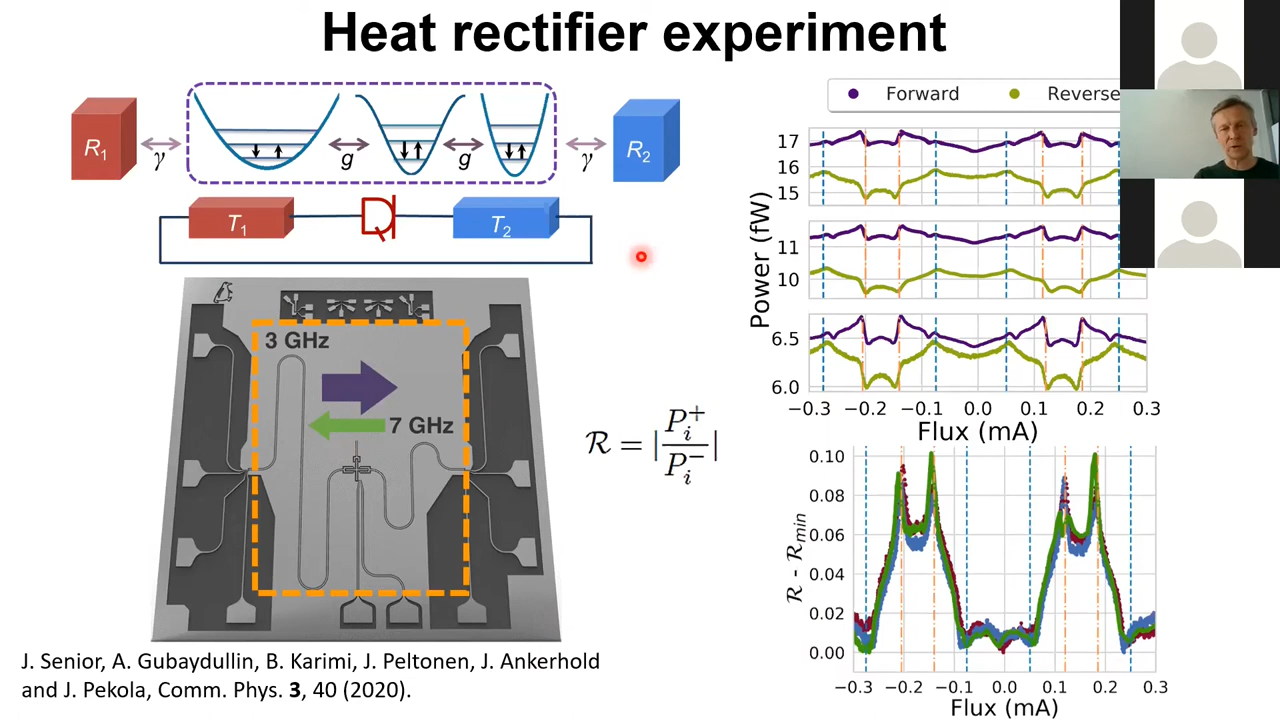 Heat rectifier experiment
R1
γ
g
g
γ
R2
T1
Q
T2
3 GHz
7 GHz
ℛ = |P_i^+ / P_i^-|
J. Senior, A. Gubaydullin, B. Karimi, J. Peltonen, J. Ankerhold
and J. Pekola, Comm. Phys. 3, 40 (2020).
Forward Reverse
Power (fW)
17
16
15
11
10
6.5
6.0
−0.3 −0.2 −0.1 0.0 0.1 0.2 0.3
Flux (mA)
ℛ - ℛmin
0.10
0.08
0.06
0.04
0.02
0.00
−0.3 −0.2 −0.1 0.0 0.1 0.2 0.3
Flux (mA)